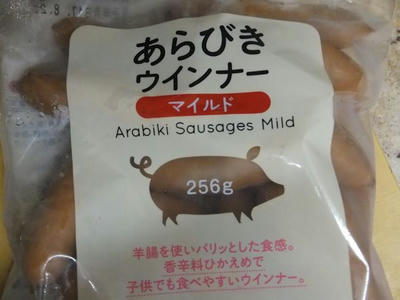 あらびき
ウインナー
マイルド
Arabiki Sausages Mild
256g
羊腸を使いパリッとした食感。
香辛料ひかえめで
子供でも食べやすいウインナー。